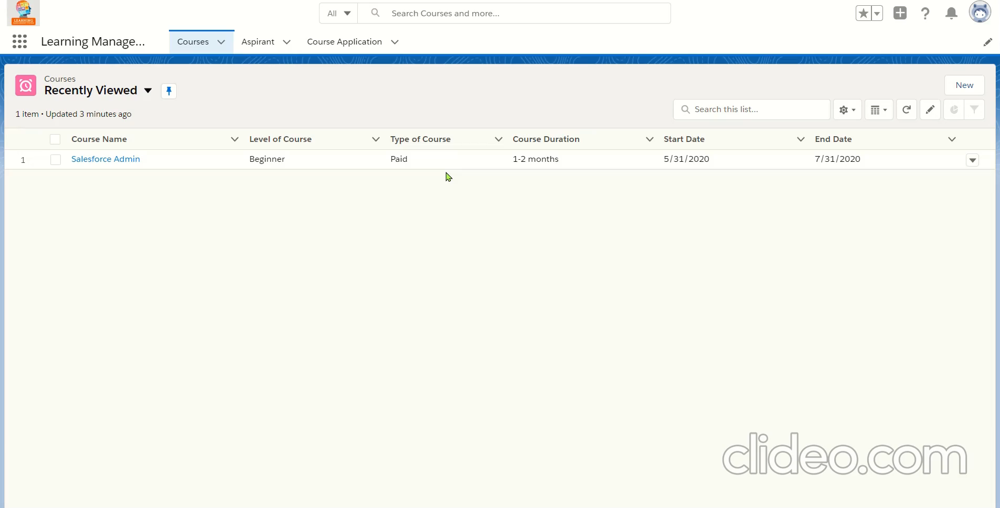 LEARNING
All
Search Courses and more...
Learning Manage...
Courses
Aspirant
Course Application
Courses
Recently Viewed
New
1 item • Updated 3 minutes ago
Search this list...
Course Name Level of Course Type of Course Course Duration Start Date End Date
1 Salesforce Admin Beginner Paid 1-2 months 5/31/2020 7/31/2020
clideo.com